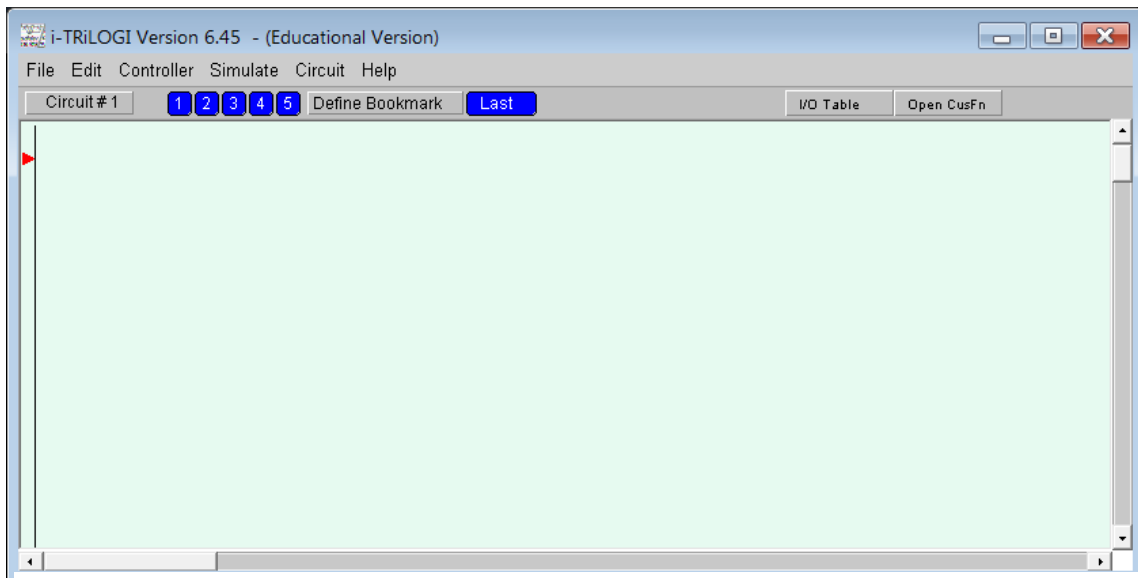 i-TRiLOGI Version 6.45 - (Educational Version)
File Edit Controller Simulate Circuit Help
Circuit # 1 1 2 3 4 5 Define Bookmark Last I/O Table Open CusFn